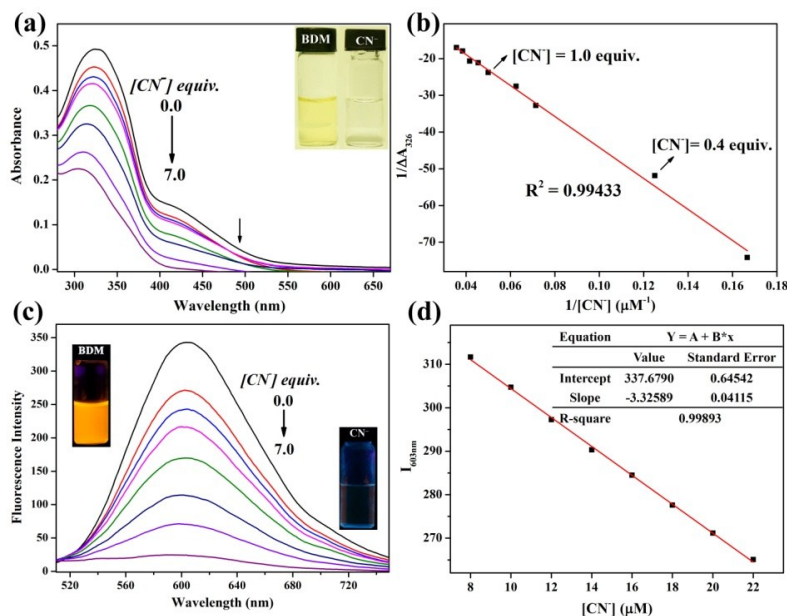 (a)
0.5
0.4
0.3
0.2
0.1
0.0
Absorbance
[CN⁻] equiv.
0.0
7.0
BDM
CN⁻
300 350 400 450 500 550 600 650
Wavelength (nm)
(b)
-10
-20
-30
-40
-50
-60
-70
1/ΔA326
[CN⁻] = 1.0 equiv.
[CN⁻]= 0.4 equiv.
R² = 0.99433
0.04 0.06 0.08 0.10 0.12 0.14 0.16 0.18
1/[CN⁻] (μM⁻¹)
(c)
350
300
250
200
150
100
50
0
Fluorescence Intensity
BDM
[CN⁻] equiv.
0.0
7.0
CN⁻
520 560 600 640 680 720
Wavelength (nm)
(d)
310
300
290
280
270
I603nm
Equation Y = A + B*x
Value Standard Error
Intercept 337.6790 0.64542
Slope -3.32589 0.04115
R-square 0.99893
8 10 12 14 16 18 20 22
[CN⁻] (μM)